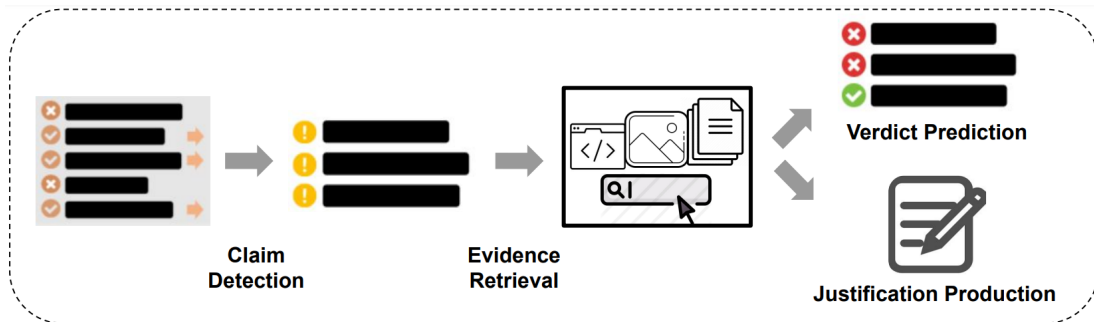 Claim
Detection
Evidence
Retrieval
</>
Verdict Prediction
Justification Production